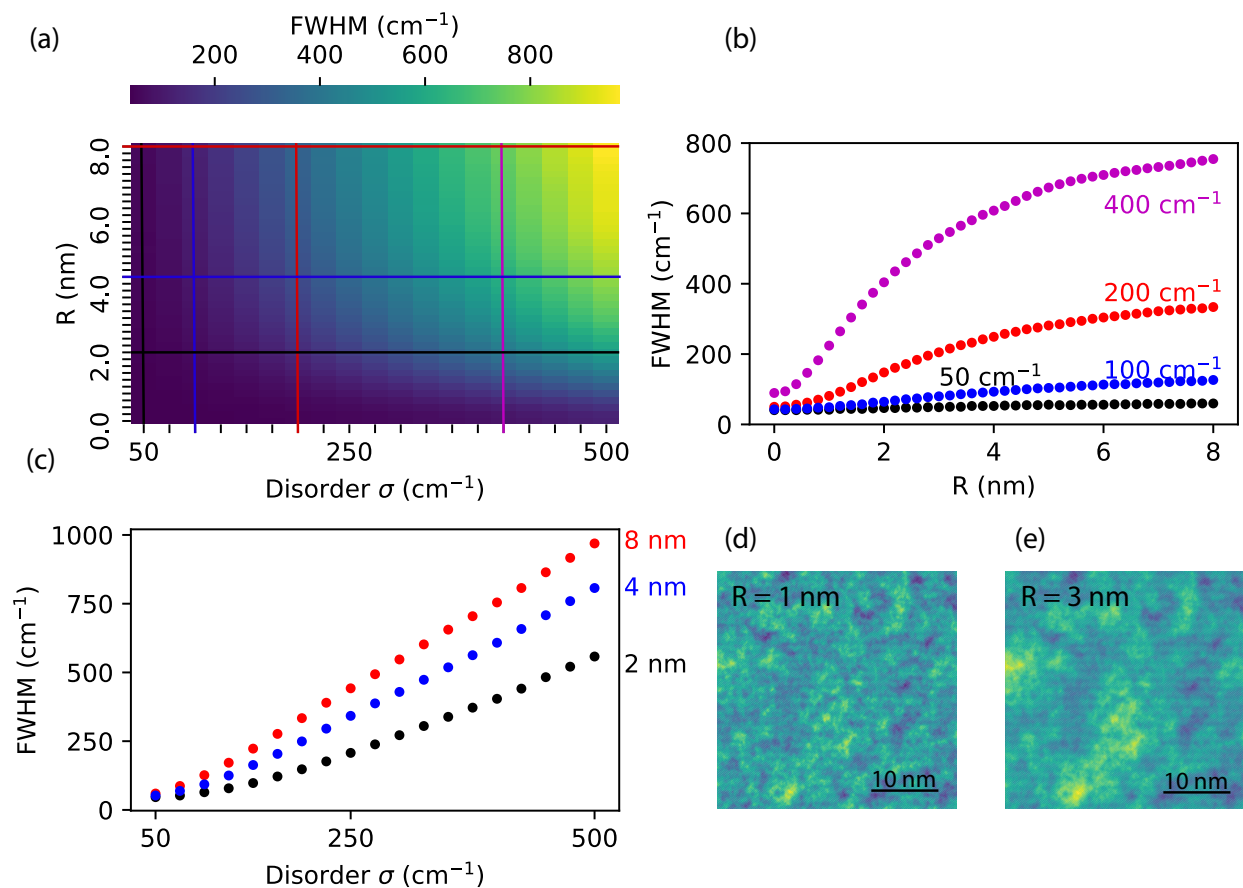 (a)
FWHM (cm⁻¹)
200 400 600 800
R (nm)
8.0
6.0
4.0
2.0
0.0
50 250 500
Disorder σ (cm⁻¹)
(b)
FWHM (cm⁻¹)
800
600
400
200
0
400 cm⁻¹
200 cm⁻¹
50 cm⁻¹
100 cm⁻¹
0 2 4 6 8
R (nm)
(c)
FWHM (cm⁻¹)
1000
750
500
250
0
8 nm
4 nm
2 nm
50 250 500
Disorder σ (cm⁻¹)
(d)
R = 1 nm
10 nm
(e)
R = 3 nm
10 nm